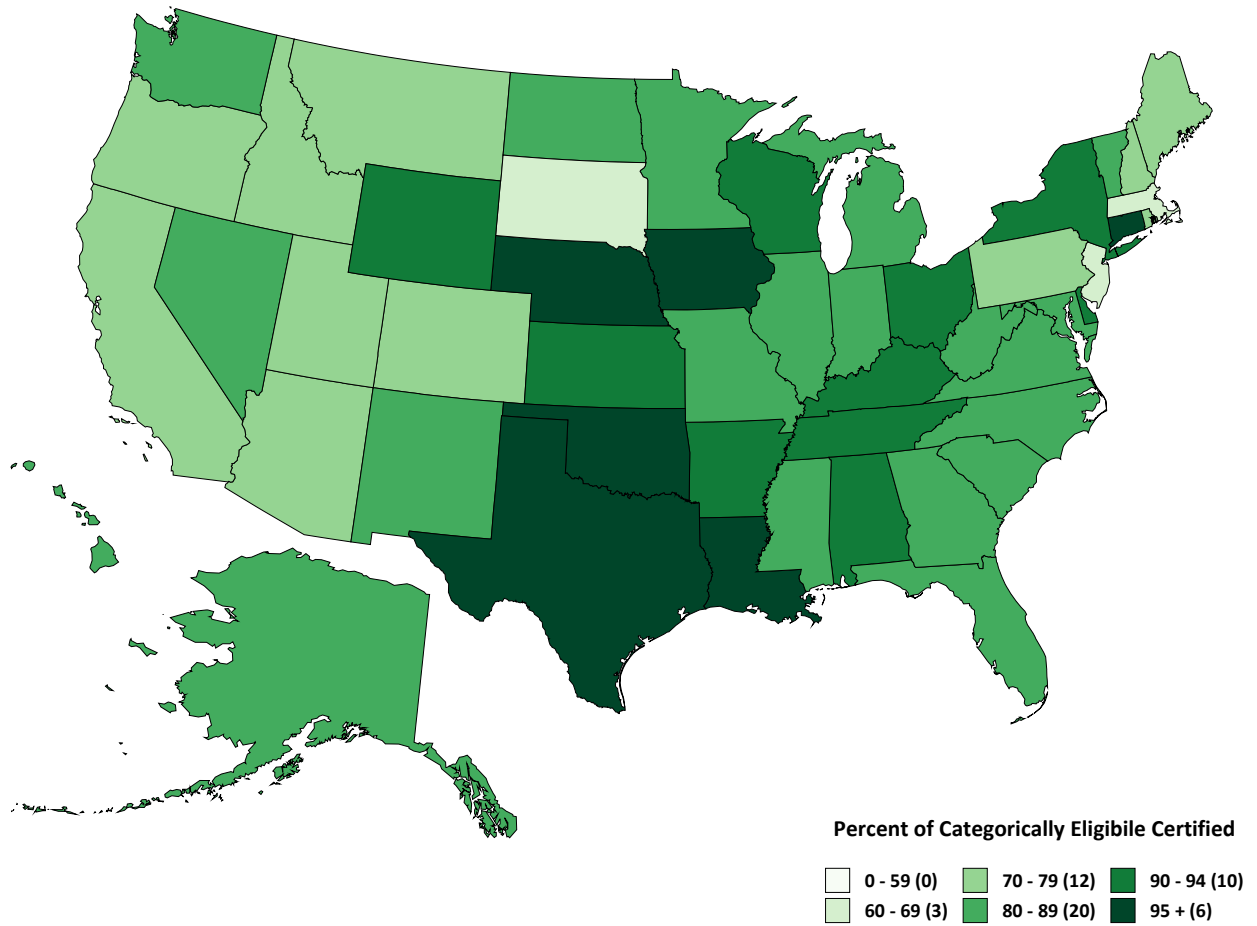 Percent of Categorically Eligibile Certified
0 - 59 (0) 70 - 79 (12) 90 - 94 (10)
60 - 69 (3) 80 - 89 (20) 95 + (6)